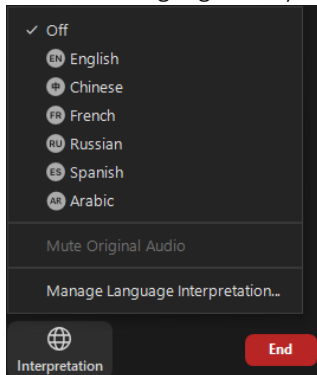 Off
EN English
中 Chinese
FR French
RU Russian
ES Spanish
AR Arabic
Mute Original Audio
Manage Language Interpretation...
Interpretation
End